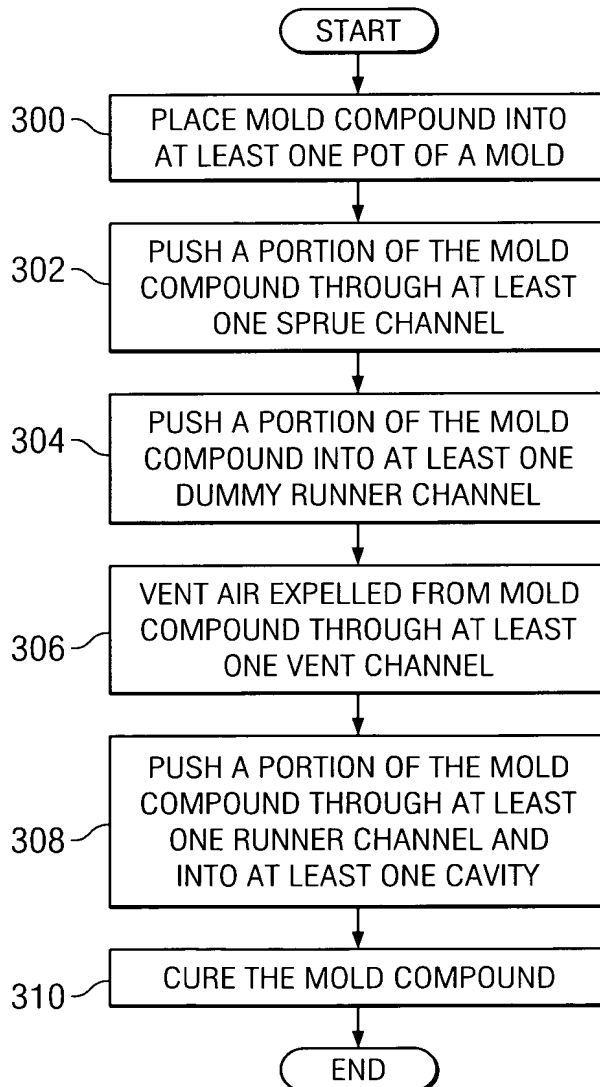 START
300
PLACE MOLD COMPOUND INTO
AT LEAST ONE POT OF A MOLD
302
PUSH A PORTION OF THE MOLD
COMPOUND THROUGH AT LEAST
ONE SPRUE CHANNEL
304
PUSH A PORTION OF THE MOLD
COMPOUND INTO AT LEAST ONE
DUMMY RUNNER CHANNEL
306
VENT AIR EXPELLED FROM MOLD
COMPOUND THROUGH AT LEAST
ONE VENT CHANNEL
308
PUSH A PORTION OF THE MOLD
COMPOUND THROUGH AT LEAST
ONE RUNNER CHANNEL AND
INTO AT LEAST ONE CAVITY
310
CURE THE MOLD COMPOUND
END